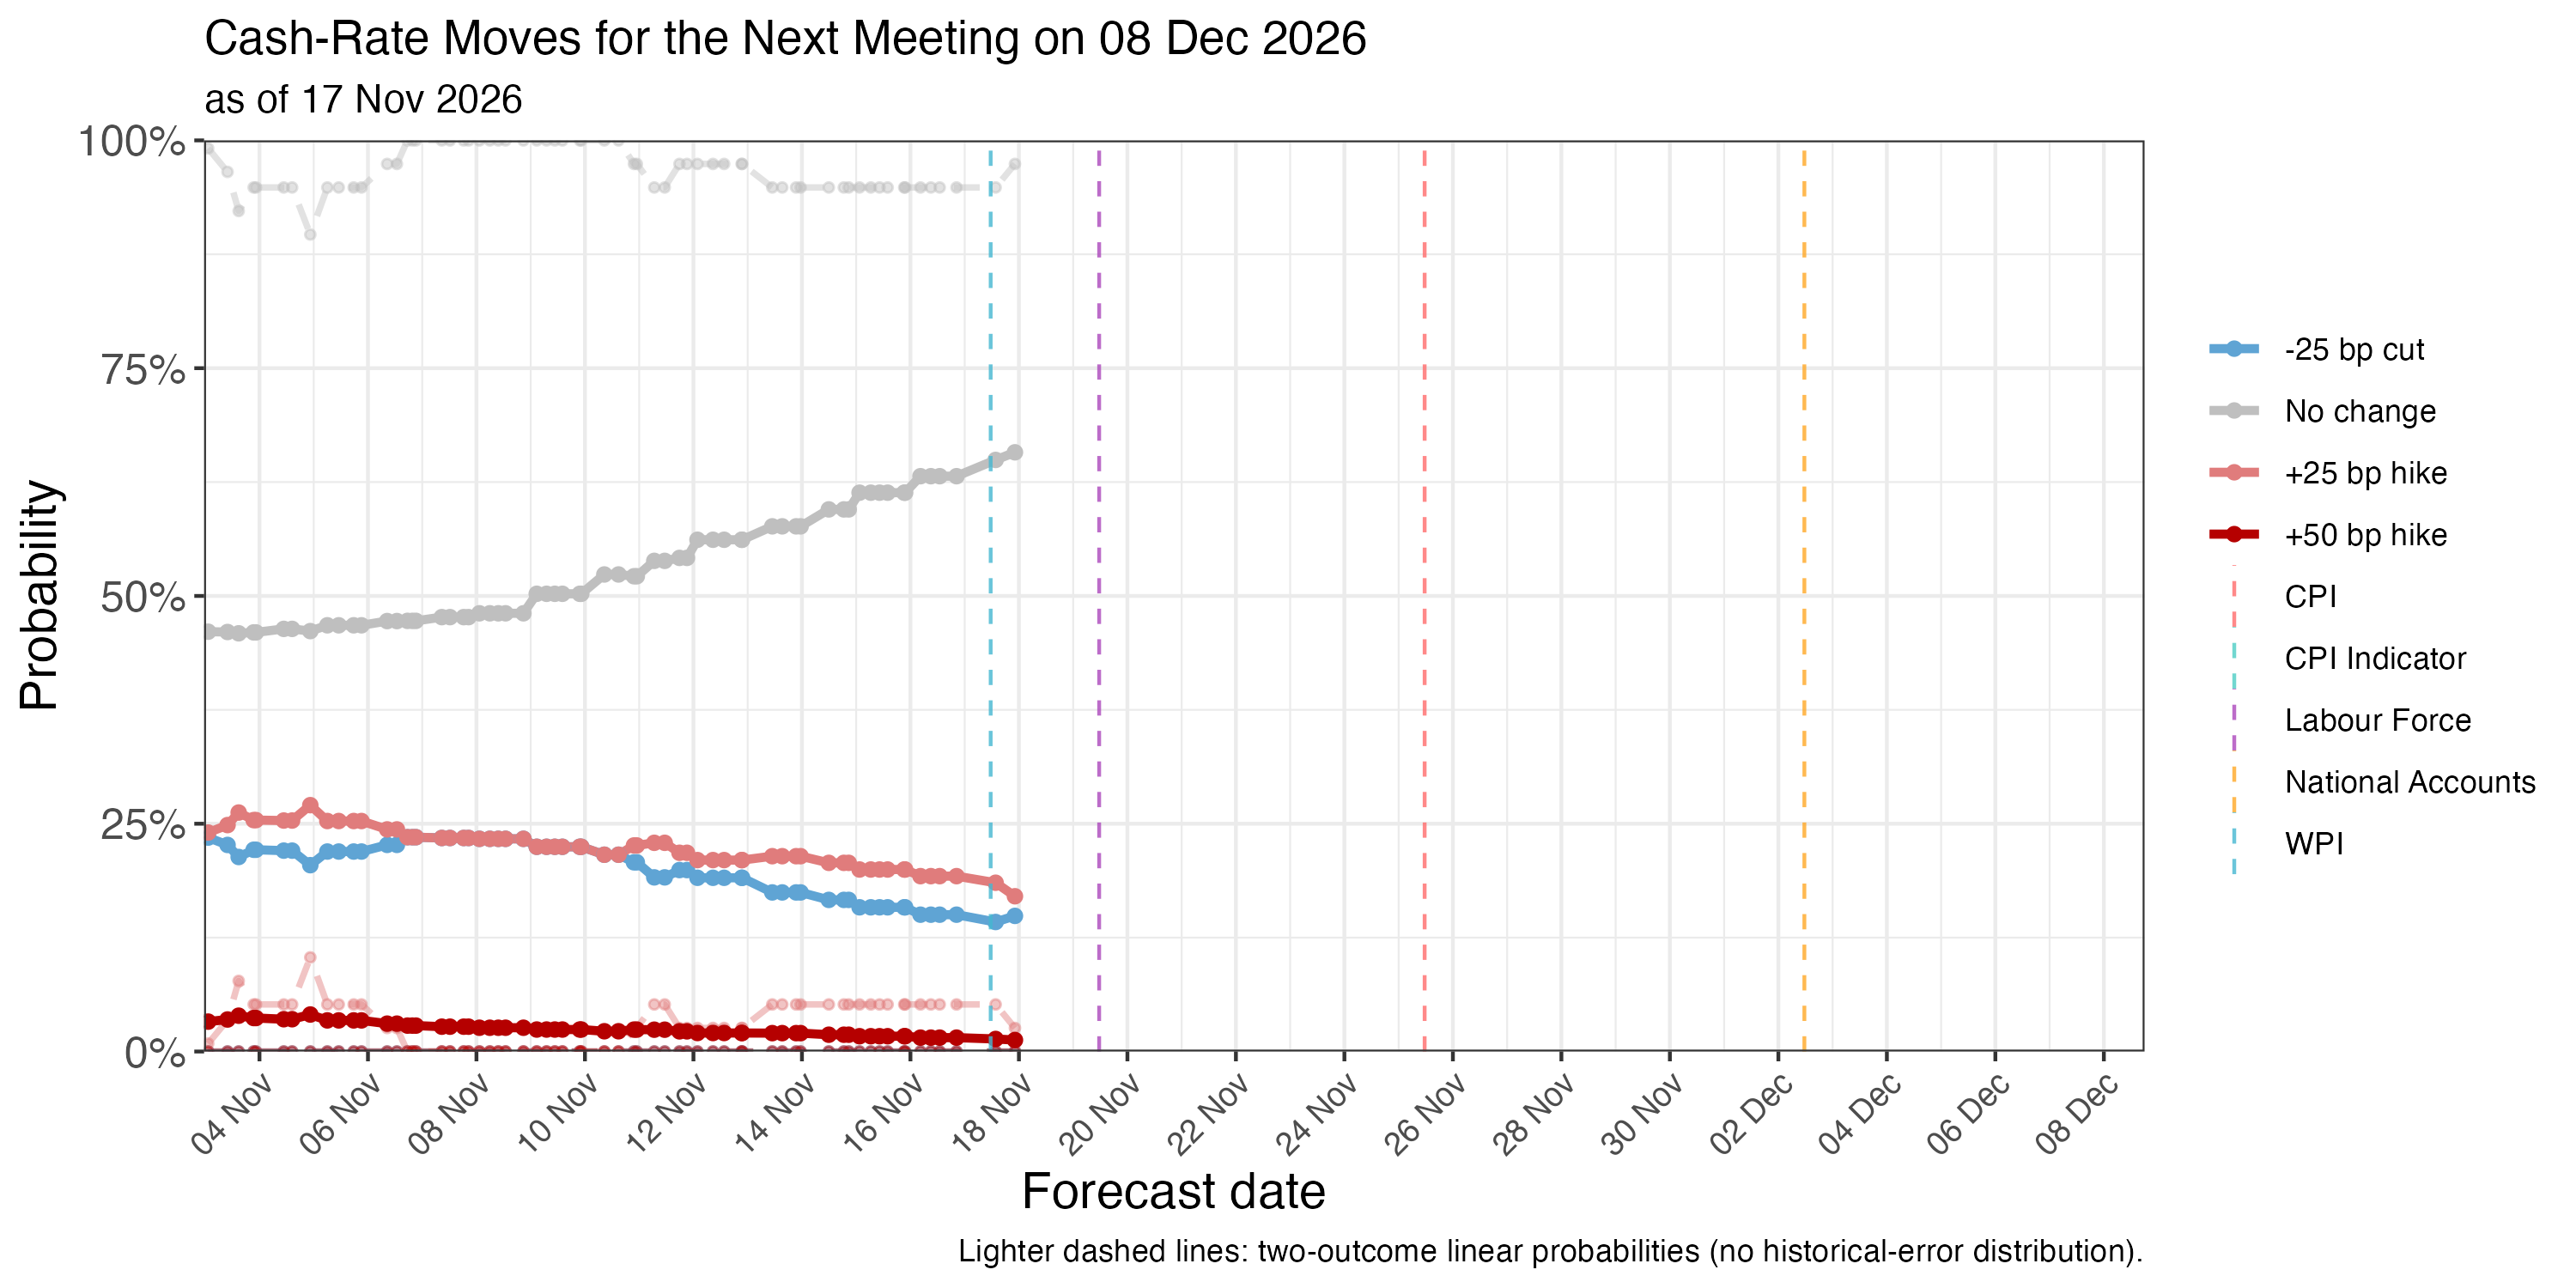 Cash-Rate Moves for the Next Meeting on 08 Dec 2026
as of 17 Nov 2026
100%
75%
50%
25%
0%
Probability
04 Nov
06 Nov
08 Nov
10 Nov
12 Nov
14 Nov
16 Nov
18 Nov
20 Nov
22 Nov
24 Nov
26 Nov
28 Nov
30 Nov
02 Dec
04 Dec
06 Dec
08 Dec
Forecast date
-25 bp cut
No change
+25 bp hike
+50 bp hike
CPI
CPI Indicator
Labour Force
National Accounts
WPI
Lighter dashed lines: two-outcome linear probabilities (no historical-error distribution).